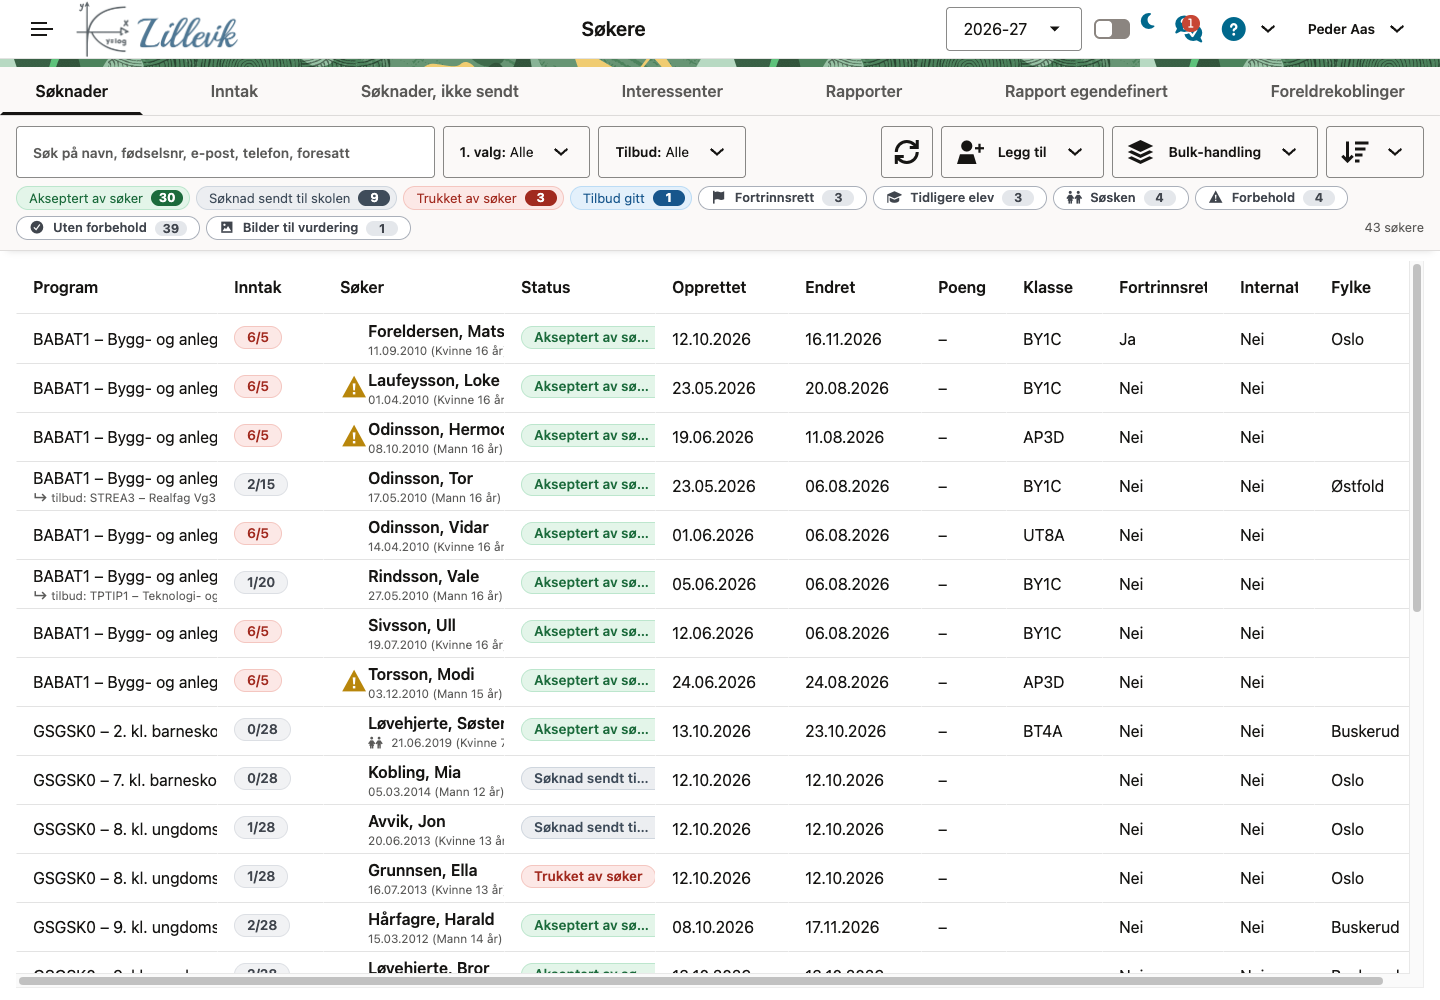 Lillevik
Søkere
2026-27
1
?
Peder Aas
Søknader
Inntak
Søknader, ikke sendt
Interessenter
Rapporter
Rapport egendefinert
Foreldrekoblinger
Søk på navn, fødselsnr, e-post, telefon, foresatt
1. valg: Alle
Tilbud: Alle
Legg til
Bulk-handling
Akseptert av søker 30
Søknad sendt til skolen 9
Trukket av søker 3
Tilbud gitt 1
Fortrinnsrett 3
Tidligere elev 3
Søsken 4
Forbehold 4
Uten forbehold 39
Bilder til vurdering 1
43 søkere
Program Inntak Søker Status Opprettet Endret Poeng Klasse Fortrinnsret Internat Fylke
BABAT1 – Bygg- og anleg 6/5 Foreldersen, Mats Akseptert av sø... 12.10.2026 16.11.2026 – BY1C Ja Nei Oslo
11.09.2010 (Kvinne 16 år
BABAT1 – Bygg- og anleg 6/5 Laufeysson, Loke Akseptert av sø... 23.05.2026 20.08.2026 – BY1C Nei Nei
01.04.2010 (Kvinne 16 år
BABAT1 – Bygg- og anleg 6/5 Odinsson, Hermod Akseptert av sø... 19.06.2026 11.08.2026 – AP3D Nei Nei
08.10.2010 (Mann 16 år)
BABAT1 – Bygg- og anleg 2/15 Odinsson, Tor Akseptert av sø... 23.05.2026 06.08.2026 – BY1C Nei Nei Østfold
tilbud: STREA3 – Realfag Vg3 17.05.2010 (Mann 16 år)
BABAT1 – Bygg- og anleg 6/5 Odinsson, Vidar Akseptert av sø... 01.06.2026 06.08.2026 – UT8A Nei Nei
14.04.2010 (Kvinne 16 år
BABAT1 – Bygg- og anleg 1/20 Rindsson, Vale Akseptert av sø... 05.06.2026 06.08.2026 – BY1C Nei Nei
tilbud: TPTIP1 – Teknologi- og 27.05.2010 (Mann 16 år)
BABAT1 – Bygg- og anleg 6/5 Sivsson, Ull Akseptert av sø... 12.06.2026 06.08.2026 – BY1C Nei Nei
19.07.2010 (Kvinne 16 år
BABAT1 – Bygg- og anleg 6/5 Torsson, Modi Akseptert av sø... 24.06.2026 24.08.2026 – AP3D Nei Nei
03.12.2010 (Mann 15 år)
GSGSK0 – 2. kl. barnesko 0/28 Løvehjerte, Søster Akseptert av sø... 13.10.2026 23.10.2026 – BT4A Nei Nei Buskerud
21.06.2019 (Kvinne 7
GSGSK0 – 7. kl. barnesko 0/28 Kobling, Mia Søknad sendt ti... 12.10.2026 12.10.2026 – Nei Nei Oslo
05.03.2014 (Mann 12 år)
GSGSK0 – 8. kl. ungdoms 1/28 Avvik, Jon Søknad sendt ti... 12.10.2026 12.10.2026 – Nei Nei Oslo
20.06.2013 (Kvinne 13 år
GSGSK0 – 8. kl. ungdoms 1/28 Grunnsen, Ella Trukket av søker 12.10.2026 12.10.2026 – Nei Nei Oslo
16.07.2013 (Kvinne 13 år
GSGSK0 – 9. kl. ungdoms 2/28 Hårfagre, Harald Akseptert av sø... 08.10.2026 17.11.2026 – Nei Nei Buskerud
15.03.2012 (Mann 14 år)
Løvehjerte, Bror